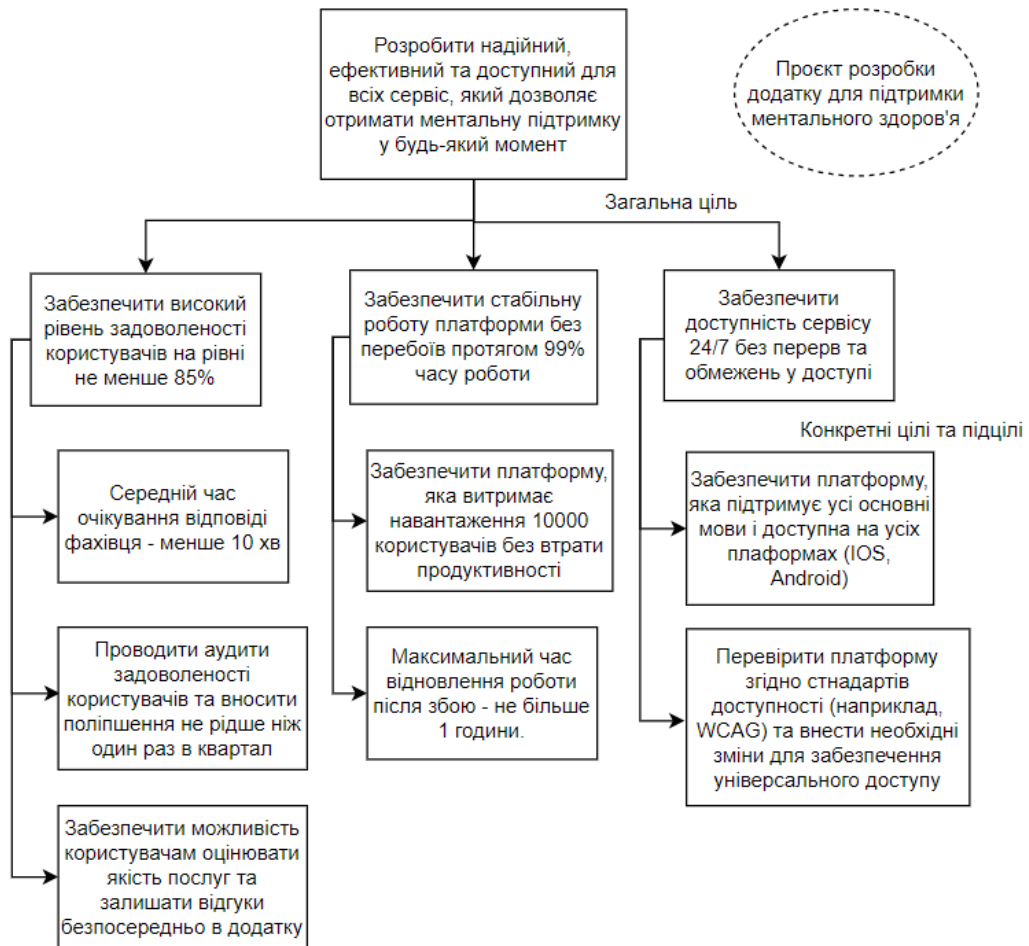 Розробити надійний,
ефективний та доступний для
всіх сервіс, який дозволяє
отримати ментальну підтримку
у будь-який момент
Проєкт розробки
додатку для підтримки
ментального здоров'я
Загальна ціль
Забезпечити високий
рівень задоволеності
користувачів на рівні
не менше 85%
Забезпечити стабільну
роботу платформи без
перебоїв протягом 99%
часу роботи
Забезпечити
доступність сервісу
24/7 без перерв та
обмежень у доступі
Конкретні цілі та підцілі
Середній час
очікування відповіді
фахівця - менше 10 хв
Забезпечити платформу,
яка витримає
навантаження 10000
користувачів без втрати
продуктивності
Забезпечити платформу,
яка підтримує усі основні
мови і доступна на усіх
плаформах (IOS,
Android)
Проводити аудити
задоволеності
користувачів та вносити
поліпшення не рідше ніж
один раз в квартал
Максимальний час
відновлення роботи
після збою - не більше
1 години.
Перевірити платформу
згідно стнадартів
доступності (наприклад,
WCAG) та внести необхідні
зміни для забезпечення
універсального доступу
Забезпечити можливість
користувачам оцінювати
якість послуг та
залишати відгуки
безпосередньо в додатку